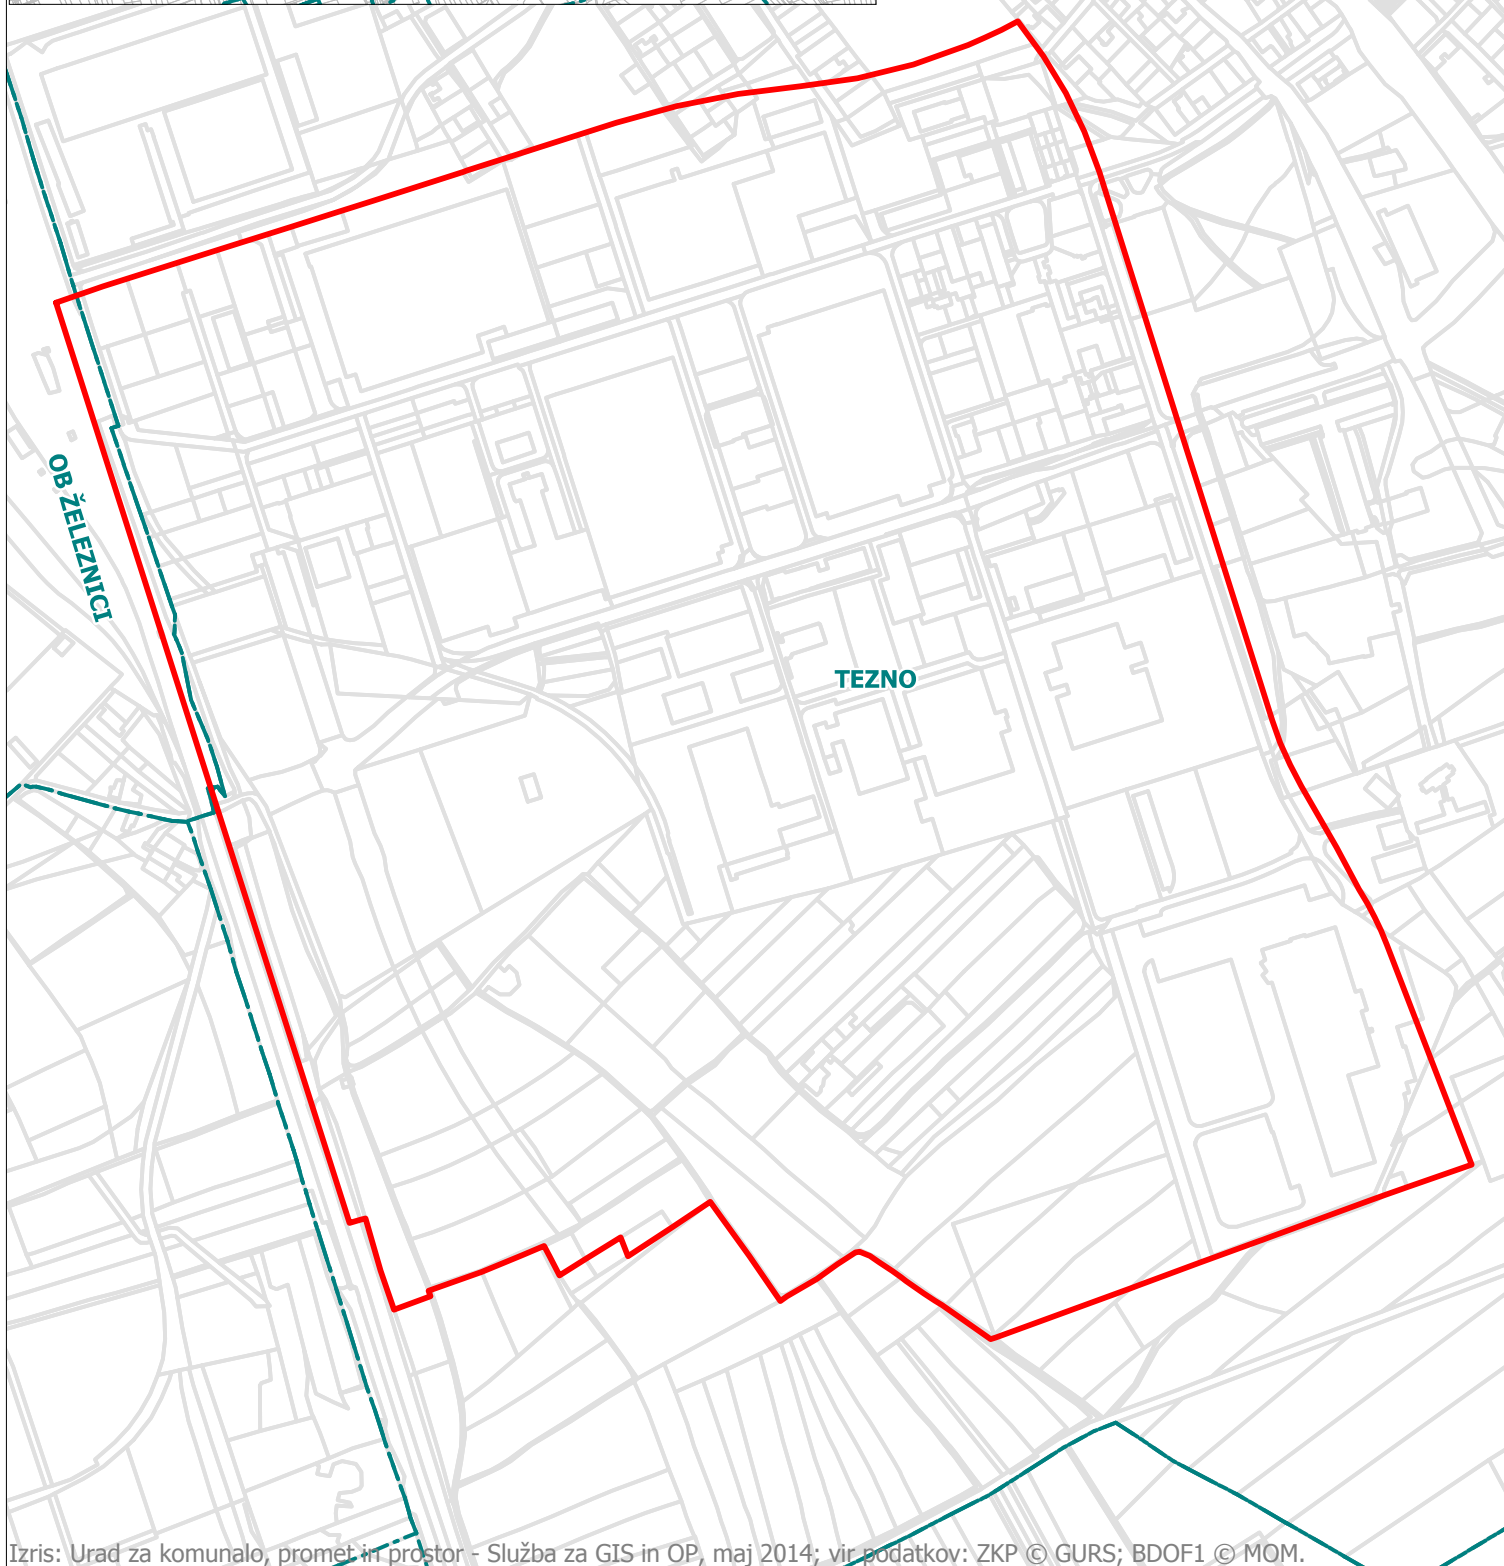 OB ŽELEZNICI
TEZNO
Izris: Urad za komunalo, promet in prostor - Služba za GIS in OP, maj 2014; vir podatkov: ZKP © GURS; BDOF1 © MOM.